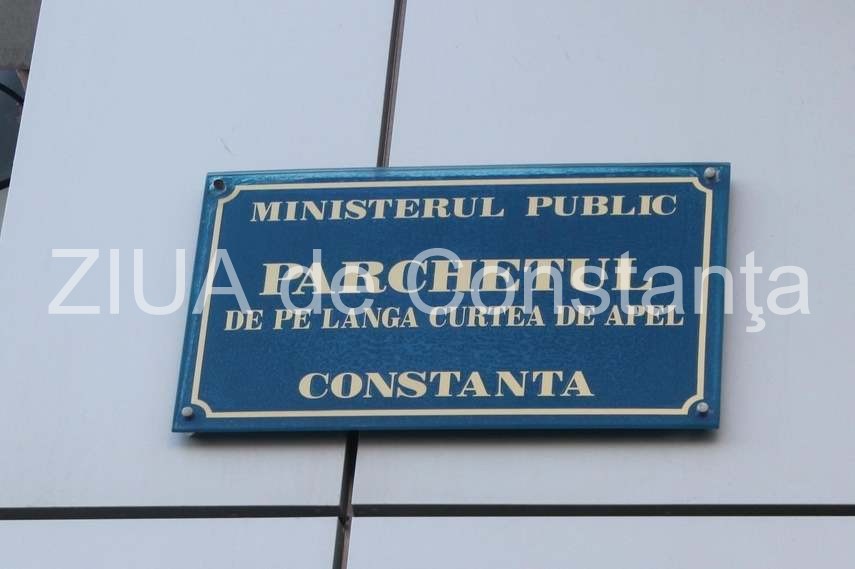 MINISTERUL PUBLIC
PARCHETUL
ZIUA de Constanţa
DE PE LANGA CURTEA DE APEL
CONSTANTA